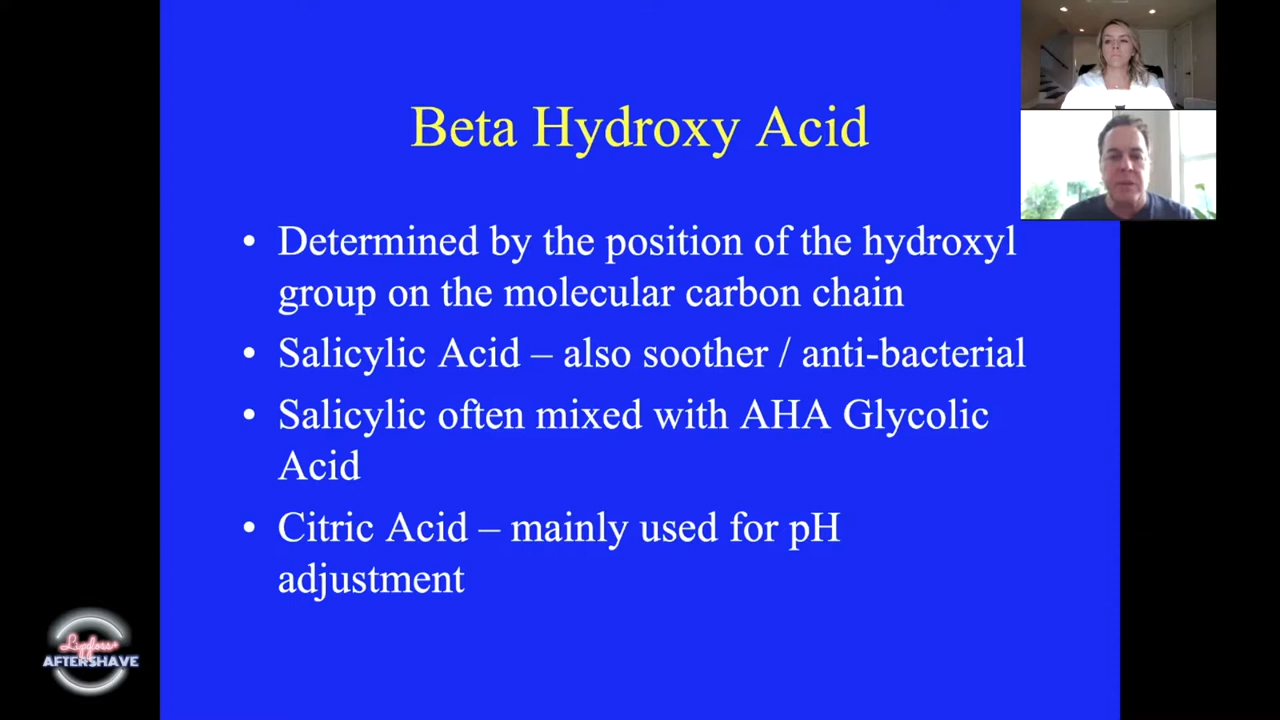 Beta Hydroxy Acid
• Determined by the position of the hydroxyl
group on the molecular carbon chain
• Salicylic Acid – also soother / anti-bacterial
• Salicylic often mixed with AHA Glycolic
Acid
• Citric Acid – mainly used for pH
adjustment
Lipgloss+
AFTERSHAVE